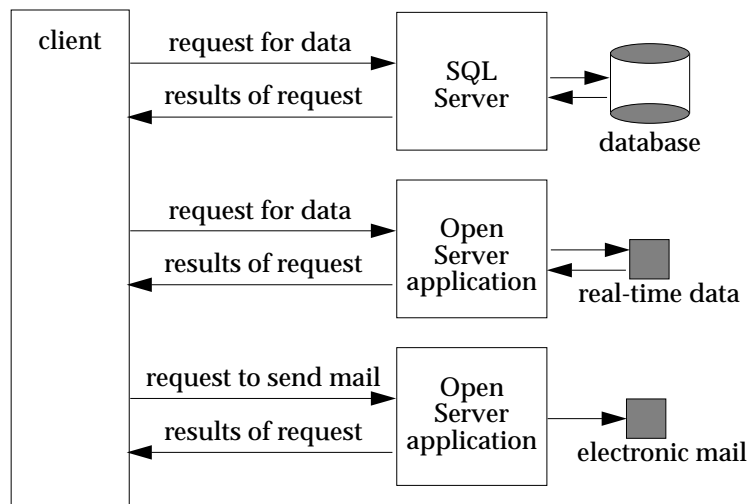 client
request for data
results of request
SQL
Server
database
request for data
results of request
Open
Server
application
real-time data
request to send mail
results of request
Open
Server
application
electronic mail